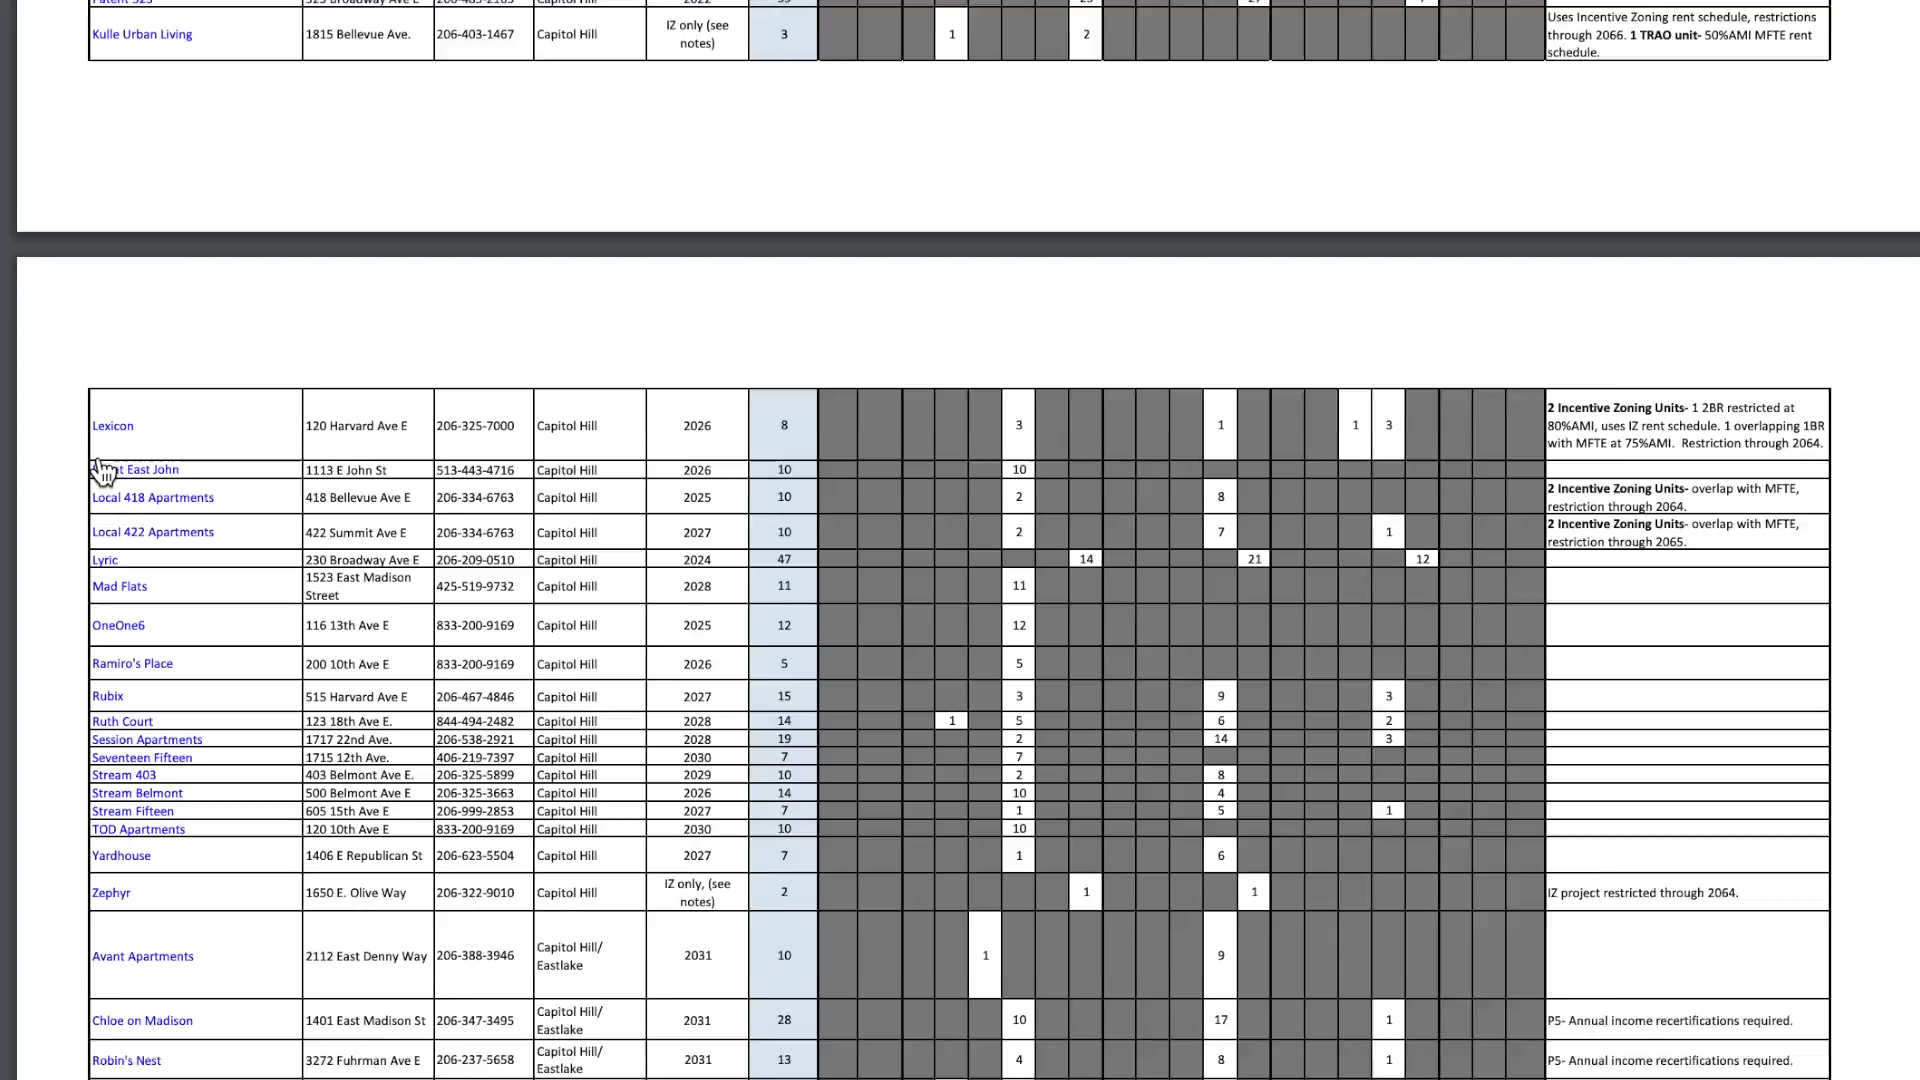 Kulle Urban Living 1815 Bellevue Ave. 206-403-1467 Capitol Hill IZ only (see notes) 3 1 2 Uses Incentive Zoning rent schedule, restrictions through 2066. 1 TRAO unit- 50%AMI MFTE rent schedule.
Lexicon 120 Harvard Ave E 206-325-7000 Capitol Hill 2026 8 3 1 1 3 2 Incentive Zoning Units- 1 2BR restricted at 80%AMI, uses IZ rent schedule. 1 overlapping 1BR with MFTE at 75%AMI. Restriction through 2064.
East John 1113 E John St 513-443-4716 Capitol Hill 2026 10 10
Local 418 Apartments 418 Bellevue Ave E 206-334-6763 Capitol Hill 2025 10 2 8 2 Incentive Zoning Units- overlap with MFTE, restriction through 2064.
Local 422 Apartments 422 Summit Ave E 206-334-6763 Capitol Hill 2027 10 2 7 1 2 Incentive Zoning Units- overlap with MFTE, restriction through 2065.
Lyric 230 Broadway Ave E 206-209-0510 Capitol Hill 2024 47 14 21 12
Mad Flats 1523 East Madison Street 425-519-9732 Capitol Hill 2028 11 11
OneOne6 116 13th Ave E 833-200-9169 Capitol Hill 2025 12 12
Ramiro's Place 200 10th Ave E 833-200-9169 Capitol Hill 2026 5 5
Rubix 515 Harvard Ave E 206-467-4846 Capitol Hill 2027 15 3 9 3
Ruth Court 123 18th Ave E. 844-494-2482 Capitol Hill 2028 14 1 5 6 2
Session Apartments 1717 22nd Ave. 206-538-2921 Capitol Hill 2028 19 2 14 3
Seventeen Fifteen 1715 12th Ave. 406-219-7397 Capitol Hill 2030 7 7
Stream 403 403 Belmont Ave E. 206-325-5899 Capitol Hill 2029 10 2 8
Stream Belmont 500 Belmont Ave E 206-325-3663 Capitol Hill 2026 14 10 4
Stream Fifteen 605 15th Ave E 206-999-2853 Capitol Hill 2027 7 1 5 1
TOD Apartments 120 10th Ave E 833-200-9169 Capitol Hill 2030 10 10
Yardhouse 1406 E Republican St 206-623-5504 Capitol Hill 2027 7 1 6
Zephyr 1650 E. Olive Way 206-322-9010 Capitol Hill IZ only, (see notes) 2 1 1 IZ project restricted through 2064.
Avant Apartments 2112 East Denny Way 206-388-3946 Capitol Hill/ Eastlake 2031 10 1 9
Chloe on Madison 1401 East Madison St 206-347-3495 Capitol Hill/ Eastlake 2031 28 10 17 1 P5- Annual income recertifications required.
Robin's Nest 3272 Fuhrman Ave E 206-237-5658 Capitol Hill/ Eastlake 2031 13 4 8 1 P5- Annual income recertifications required.